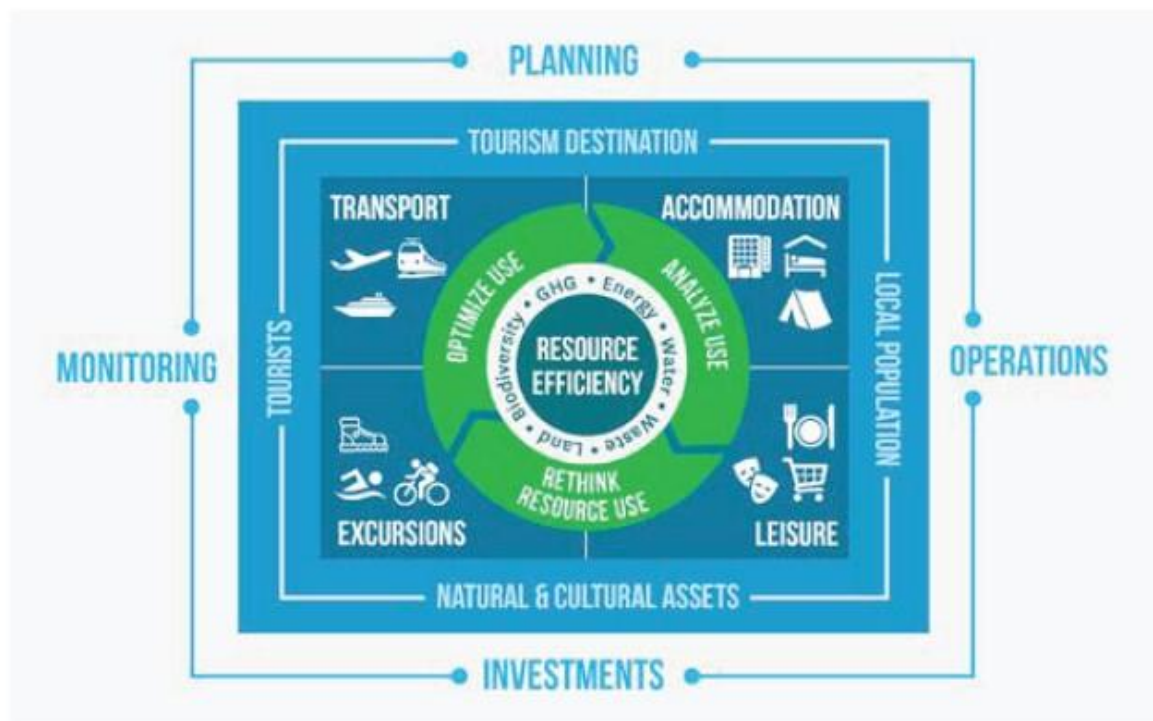 PLANNING
TOURISM DESTINATION
TRANSPORT
ACCOMMODATION
OPTIMIZE USE
ANALYZE USE
GHG • Energy • Water • Waste • Land • Biodiversity •
RESOURCE
EFFICIENCY
MONITORING
TOURISTS
LOCAL POPULATION
OPERATIONS
RETHINK
RESOURCE USE
EXCURSIONS
LEISURE
NATURAL & CULTURAL ASSETS
INVESTMENTS